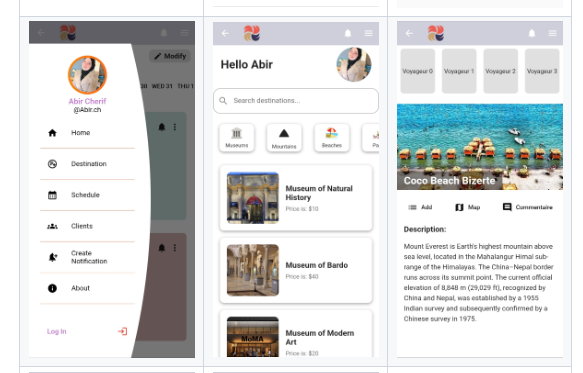 Modify
WED 31 THU 1
Abir Cherif
@Abir.ch
Home
Destination
Schedule
Clients
Create
Notification
About
Log In
Hello Abir
Search destinations...
Museums
Mountains
Beaches
Museum of Natural
History
Price is: $10
Museum of Bardo
Price is: $40
MoMA
Museum of Modern
Art
Price is: $20
Voyageur 0
Voyageur 1
Voyageur 2
Voyageur 3
Coco Beach Bizerte
Add
Map
Commentaire
Description:
Mount Everest is Earth's highest mountain above
sea level, located in the Mahalangur Himal sub-
range of the Himalayas. The China–Nepal border
runs across its summit point. The current official
elevation of 8,848 m (29,029 ft), recognized by
China and Nepal, was established by a 1955
Indian survey and subsequently confirmed by a
Chinese survey in 1975.